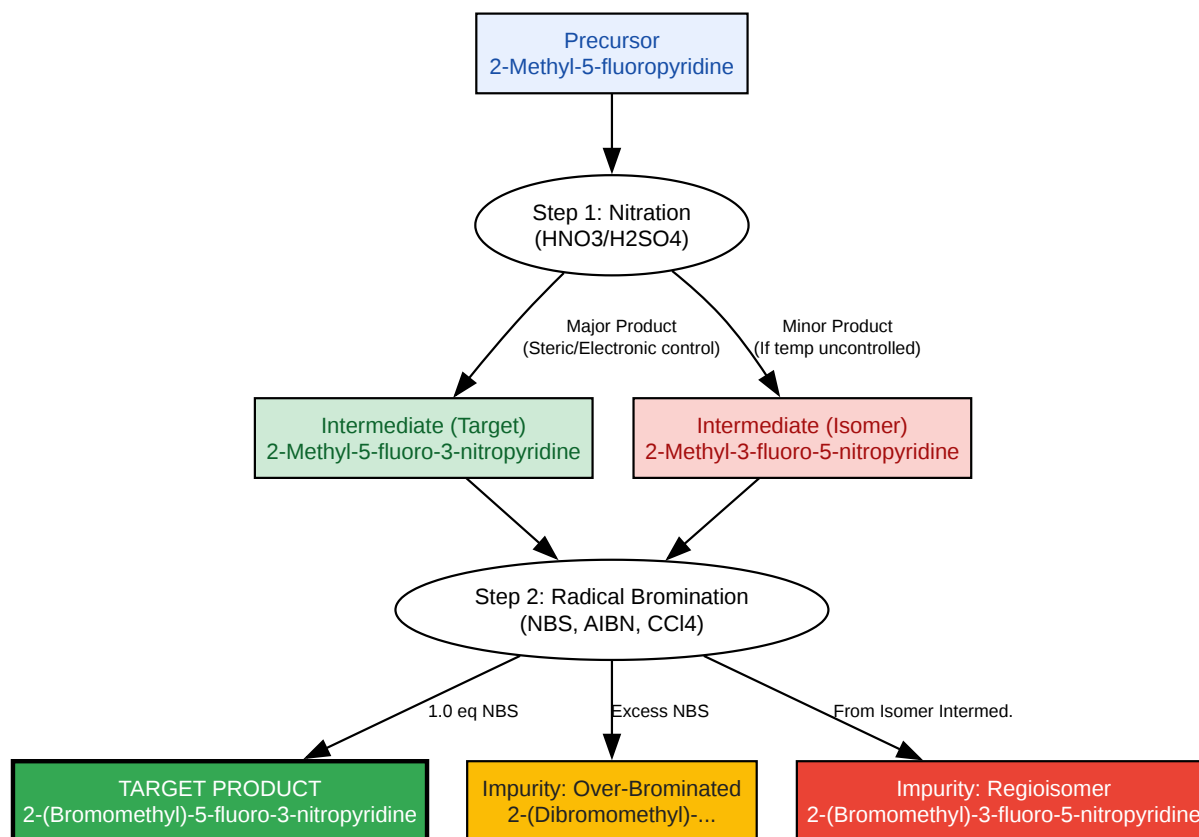 Precursor
2-Methyl-5-fluoropyridine
Step 1: Nitration
(HNO3/H2SO4)
Major Product
(Steric/Electronic control)
Minor Product
(If temp uncontrolled)
Intermediate (Target)
2-Methyl-5-fluoro-3-nitropyridine
Intermediate (Isomer)
2-Methyl-3-fluoro-5-nitropyridine
Step 2: Radical Bromination
(NBS, AIBN, CCl4)
1.0 eq NBS
Excess NBS
From Isomer Intermed.
TARGET PRODUCT
2-(Bromomethyl)-5-fluoro-3-nitropyridine
Impurity: Over-Brominated
2-(Dibromomethyl)-...
Impurity: Regioisomer
2-(Bromomethyl)-3-fluoro-5-nitropyridine